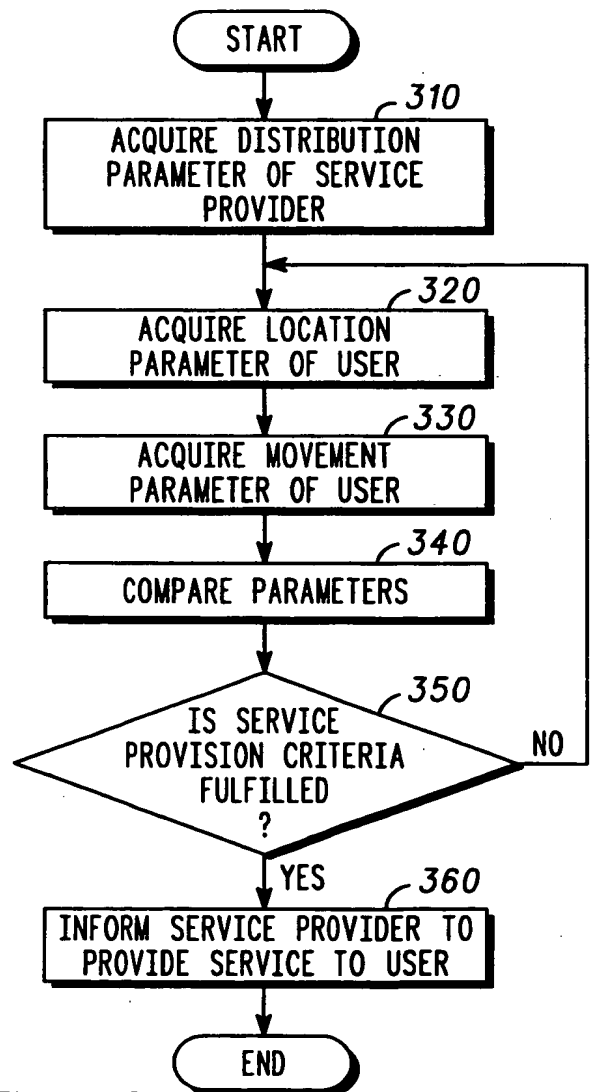 START
310
ACQUIRE DISTRIBUTION
PARAMETER OF SERVICE
PROVIDER
320
ACQUIRE LOCATION
PARAMETER OF USER
330
ACQUIRE MOVEMENT
PARAMETER OF USER
340
COMPARE PARAMETERS
350
IS SERVICE
PROVISION CRITERIA
FULFILLED
?
NO
YES
360
INFORM SERVICE PROVIDER TO
PROVIDE SERVICE TO USER
END